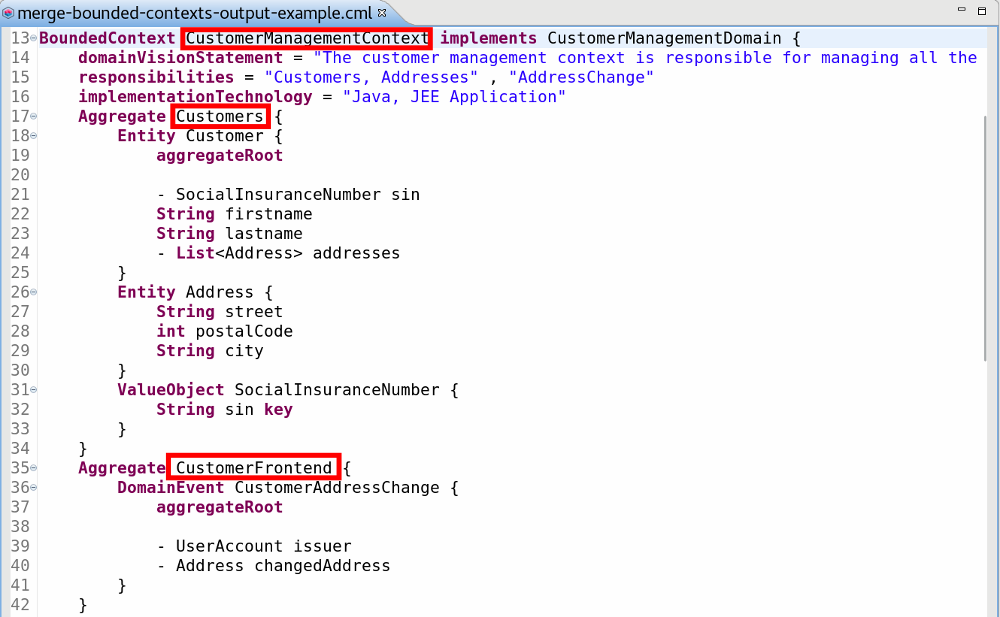 merge-bounded-contexts-output-example.cml
13 BoundedContext CustomerManagementContext implements CustomerManagementDomain {
14     domainVisionStatement = "The customer management context is responsible for managing all the
15     responsibilities = "Customers, Addresses" , "AddressChange"
16     implementationTechnology = "Java, JEE Application"
17     Aggregate Customers {
18         Entity Customer {
19             aggregateRoot
20
21             - SocialInsuranceNumber sin
22             String firstname
23             String lastname
24             - List<Address> addresses
25         }
26         Entity Address {
27             String street
28             int postalCode
29             String city
30         }
31         ValueObject SocialInsuranceNumber {
32             String sin key
33         }
34     }
35     Aggregate CustomerFrontend {
36         DomainEvent CustomerAddressChange {
37             aggregateRoot
38
39             - UserAccount issuer
40             - Address changedAddress
41         }
42     }